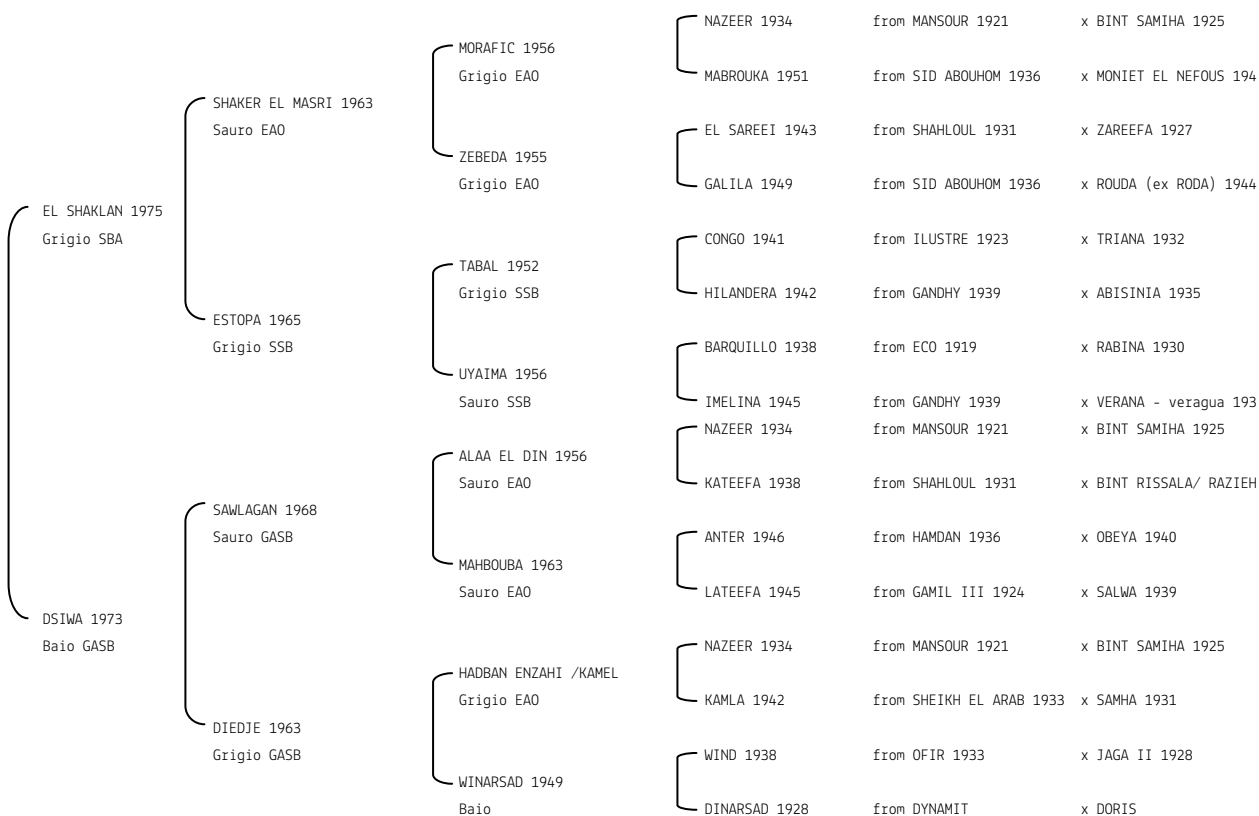 NAZEER 1934 from MANSOUR 1921 x BINT SAMIHA 1925
MORAFIC 1956
Grigio EAO
MABROUKA 1951 from SID ABOUHOM 1936 x MONIET EL NEFOUS 194
SHAKER EL MASRI 1963
Sauro EAO
EL SAREEI 1943 from SHAHLOUL 1931 x ZAREEFA 1927
ZEBEDA 1955
Grigio EAO
GALILA 1949 from SID ABOUHOM 1936 x ROUDA (ex RODA) 1944
EL SHAKLAN 1975
Grigio SBA
CONGO 1941 from ILUSTRE 1923 x TRIANA 1932
TABAL 1952
Grigio SSB
HILANDERA 1942 from GANDHY 1939 x ABISINIA 1935
ESTOPA 1965
Grigio SSB
BARQUILLO 1938 from ECO 1919 x RABINA 1930
UYAIMA 1956
Sauro SSB
IMELINA 1945 from GANDHY 1939 x VERANA - veragua 193
NAZEER 1934 from MANSOUR 1921 x BINT SAMIHA 1925
ALAA EL DIN 1956
Sauro EAO
KATEEFA 1938 from SHAHLOUL 1931 x BINT RISSALA/ RAZIEH
SAWLAGAN 1968
Sauro GASB
ANTER 1946 from HAMDAN 1936 x OBEYA 1940
MAHBOUBA 1963
Sauro EAO
LATEEFA 1945 from GAMIL III 1924 x SALWA 1939
DSIWA 1973
Baio GASB
NAZEER 1934 from MANSOUR 1921 x BINT SAMIHA 1925
HADBAN ENZAHI /KAMEL
Grigio EAO
KAMLA 1942 from SHEIKH EL ARAB 1933 x SAMHA 1931
DIEDJE 1963
Grigio GASB
WIND 1938 from OFIR 1933 x JAGA II 1928
WINARSAD 1949
Baio
DINARSAD 1928 from DYNAMIT x DORIS